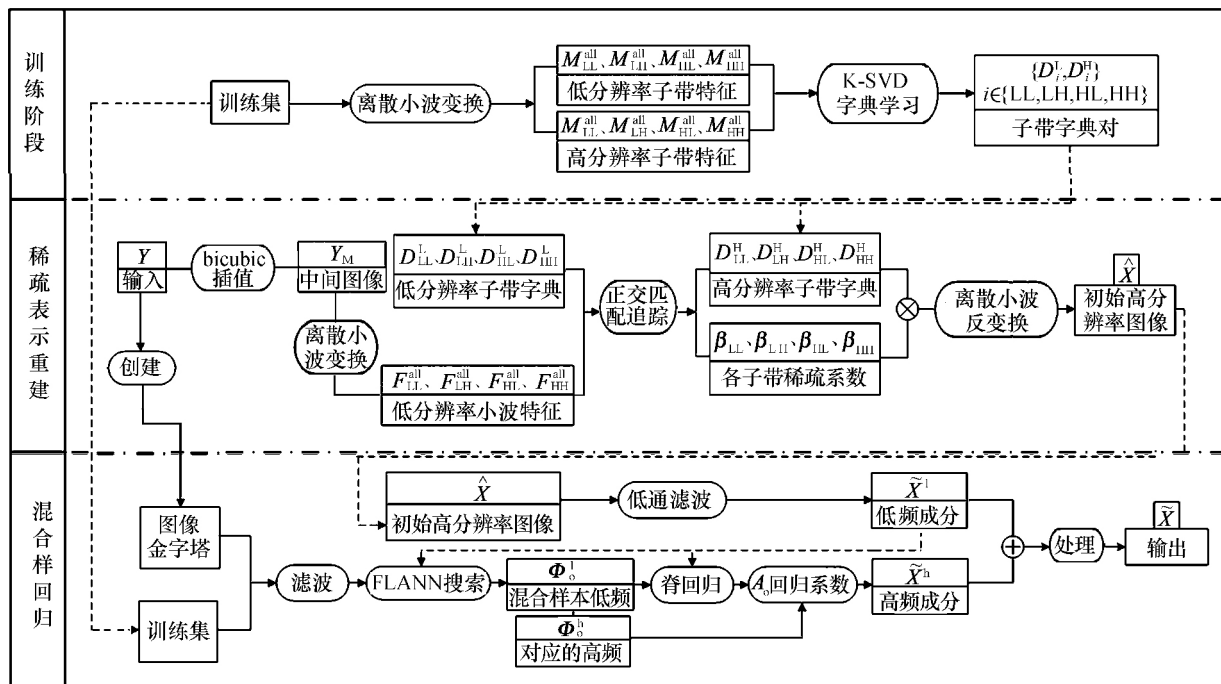 训练阶段
训练集
离散小波变换
M_LL^all、M_LH^all、M_HL^all、M_HH^all
低分辨率子带特征
M_LL^all、M_LH^all、M_HL^all、M_HH^all
高分辨率子带特征
K-SVD
字典学习
{D_i^L,D_i^H}
i∈{LL,LH,HL,HH}
子带字典对
稀疏表示重建
Y
输入
bicubic
插值
Y_M
中间图像
离散小
波变换
创建
D_LL^L、D_LH^L、D_HL^L、D_HH^L
低分辨率子带字典
F_LL^all、F_LH^all、F_HL^all、F_HH^all
低分辨率小波特征
正交匹
配追踪
D_LL^H、D_LH^H、D_HL^H、D_HH^H
高分辨率子带字典
β_LL、β_LH、β_HL、β_HH
各子带稀疏系数
⊗
离散小波
反变换
X̂
初始高分
辨率图像
混合样回归
图像
金字塔
训练集
滤波
X̂
初始高分辨率图像
低通滤波
X̃^l
低频成分
FLANN搜索
Φ_o^l
混合样本低频
Φ_o^h
对应的高频
脊回归
A_o回归系数
X̃^h
高频成分
⊕
处理
X̃
输出